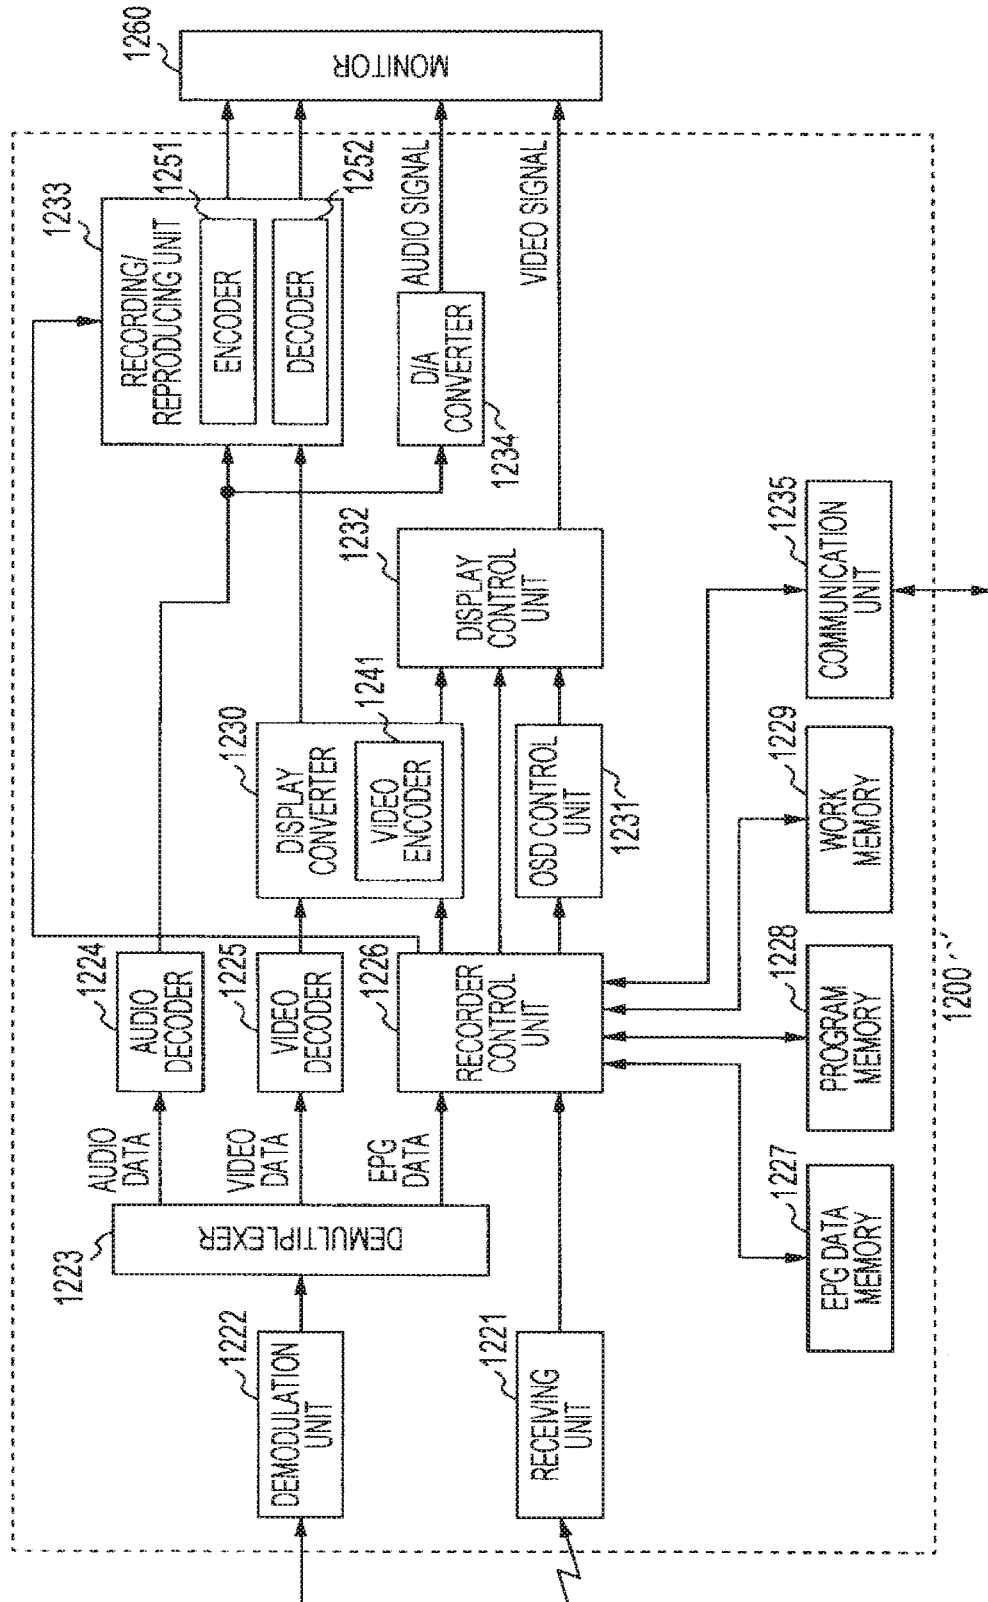 1260
MONITOR
1233
RECORDING/
REPRODUCING UNIT
1251
ENCODER
1252
DECODER
AUDIO SIGNAL
VIDEO SIGNAL
D/A
CONVERTER
1234
1232
DISPLAY
CONTROL
UNIT
1235
COMMUNICATION
UNIT
1230
DISPLAY
CONVERTER
1241
VIDEO
ENCODER
OSD CONTROL
UNIT
1231
1229
WORK
MEMORY
1224
AUDIO
DECODER
1225
VIDEO
DECODER
1226
RECORDER
CONTROL
UNIT
1228
PROGRAM
MEMORY
1200
AUDIO
DATA
VIDEO
DATA
EPG
DATA
1223
DEMULTIPLEXER
1227
EPG DATA
MEMORY
1222
DEMODULATION
UNIT
1221
RECEIVING
UNIT